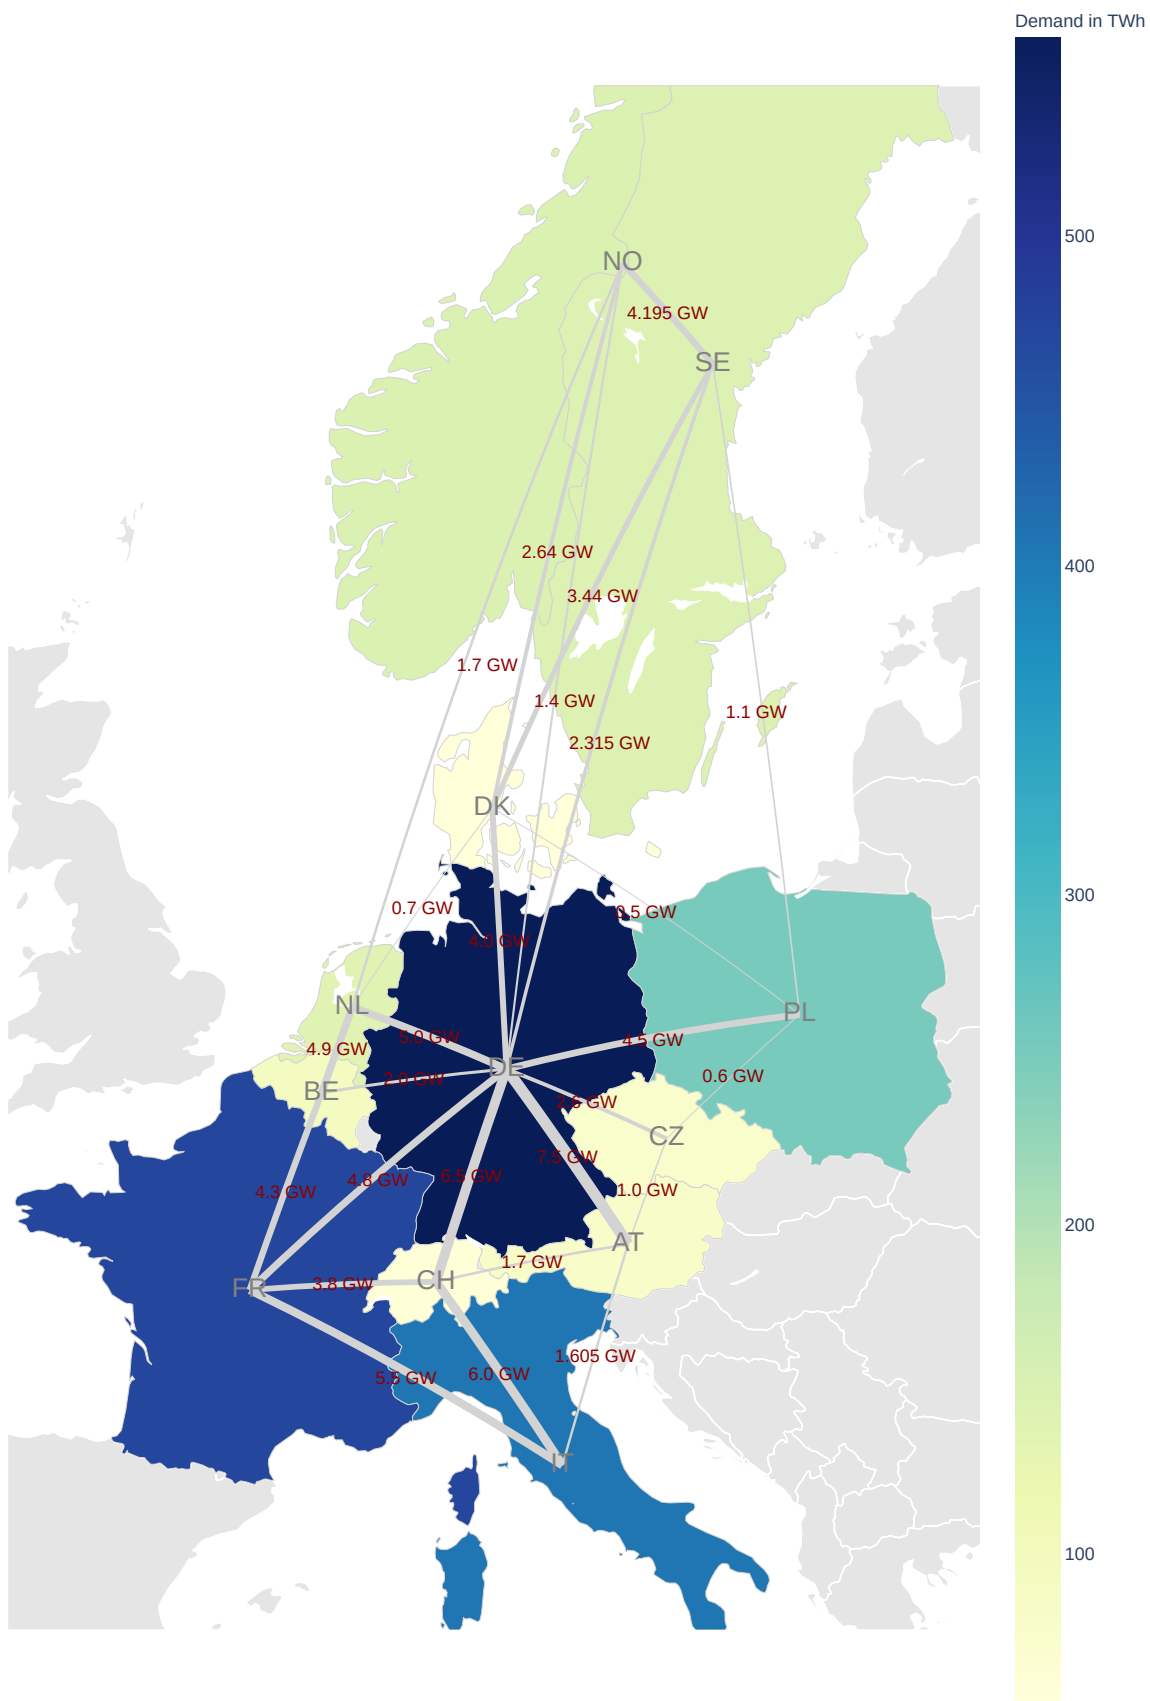 Demand in TWh
NO
4.195 GW
SE
500
400
2.64 GW
3.44 GW
1.7 GW
1.4 GW
1.1 GW
2.315 GW
DK
300
0.7 GW
0.5 GW
4.0 GW
NL
PL
5.0 GW
4.5 GW
4.9 GW
DE
2.0 GW
0.6 GW
BE
2.6 GW
CZ
7.5 GW
6.5 GW
4.8 GW
4.3 GW
1.0 GW
200
AT
1.7 GW
CH
3.8 GW
FR
1.605 GW
6.0 GW
5.5 GW
IT
100